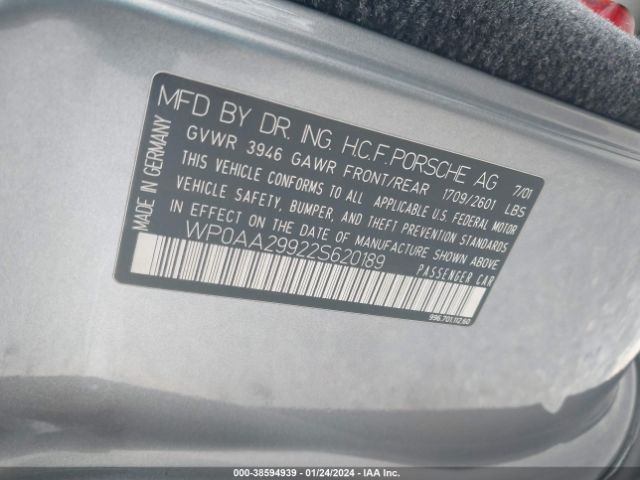 MFD BY DR. ING. H.C.F. PORSCHE AG 7/01
GVWR 3946 GAWR FRONT/REAR 1709/2601 LBS
THIS VEHICLE CONFORMS TO ALL APPLICABLE U.S. FEDERAL MOTOR
VEHICLE SAFETY, BUMPER, AND THEFT PREVENTION STANDARDS
IN EFFECT ON THE DATE OF MANUFACTURE SHOWN ABOVE
WP0AA29922S620189 PASSENGER CAR
MADE IN GERMANY
996.701.112.60
000-38594939 - 01/24/2024 - IAA Inc.